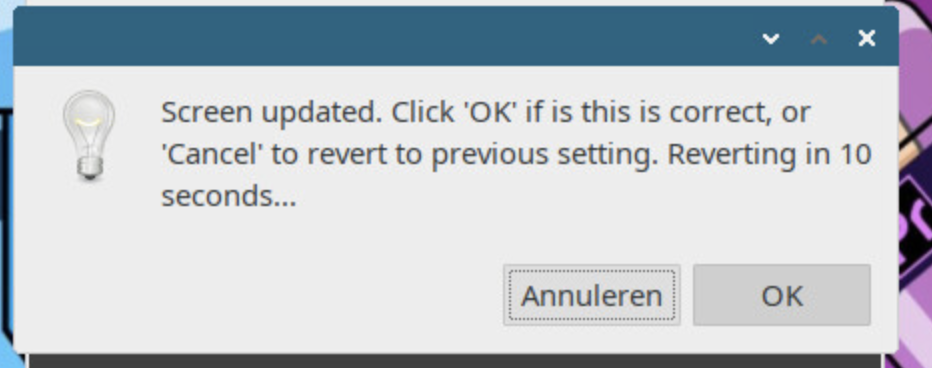 Screen updated. Click 'OK' if is this is correct, or
'Cancel' to revert to previous setting. Reverting in 10
seconds...
Annuleren
OK